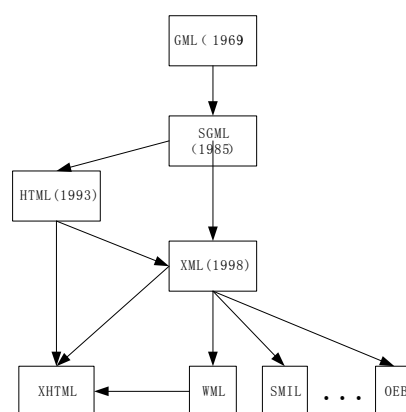 GML( 1969)
SGML
(1985)
HTML(1993)
XML(1998)
XHTML
WML
SMIL
...
OEB